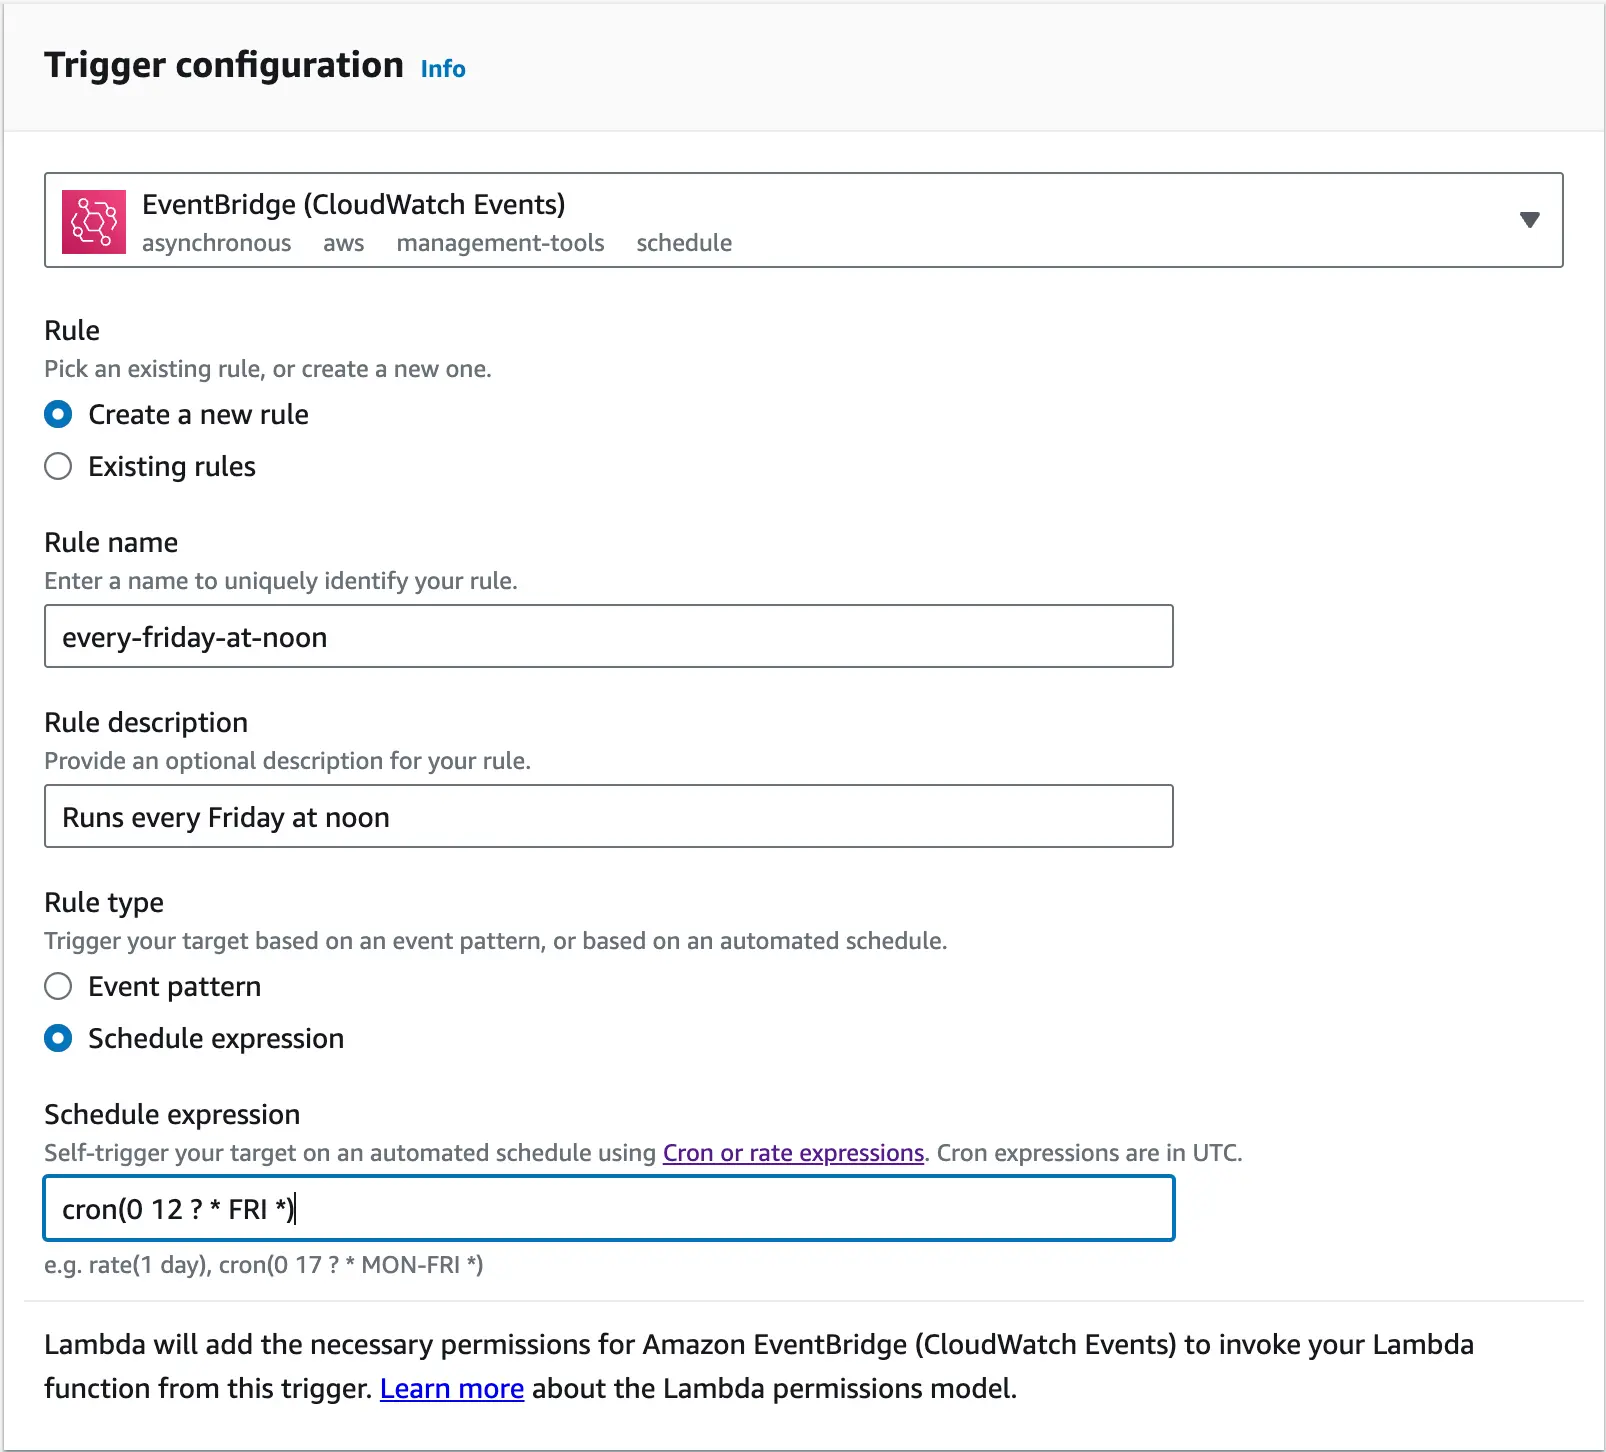 Trigger configuration Info
EventBridge (CloudWatch Events)
asynchronous aws management-tools schedule
Rule
Pick an existing rule, or create a new one.
Create a new rule
Existing rules
Rule name
Enter a name to uniquely identify your rule.
every-friday-at-noon
Rule description
Provide an optional description for your rule.
Runs every Friday at noon
Rule type
Trigger your target based on an event pattern, or based on an automated schedule.
Event pattern
Schedule expression
Schedule expression
Self-trigger your target on an automated schedule using Cron or rate expressions. Cron expressions are in UTC.
cron(0 12 ? * FRI *)
e.g. rate(1 day), cron(0 17 ? * MON-FRI *)
Lambda will add the necessary permissions for Amazon EventBridge (CloudWatch Events) to invoke your Lambda
function from this trigger. Learn more about the Lambda permissions model.